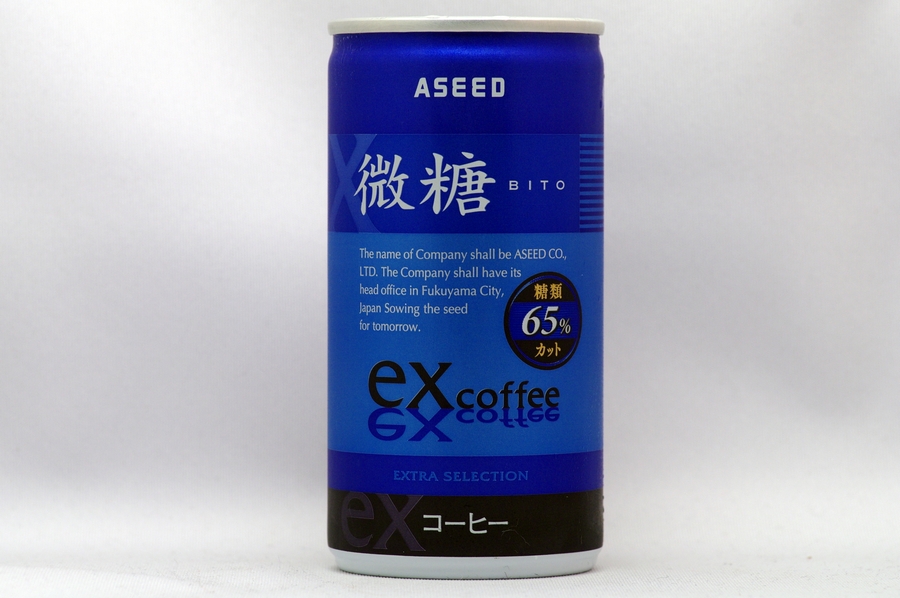 ASEED
微糖 BITO
The name of Company shall be ASEED CO.,
LTD. The Company shall have its
head office in Fukuyama City,
Japan Sowing the seed
for tomorrow.
糖類
65%
カット
ex coffee
ex coffee
EXTRA SELECTION
ex コーヒー